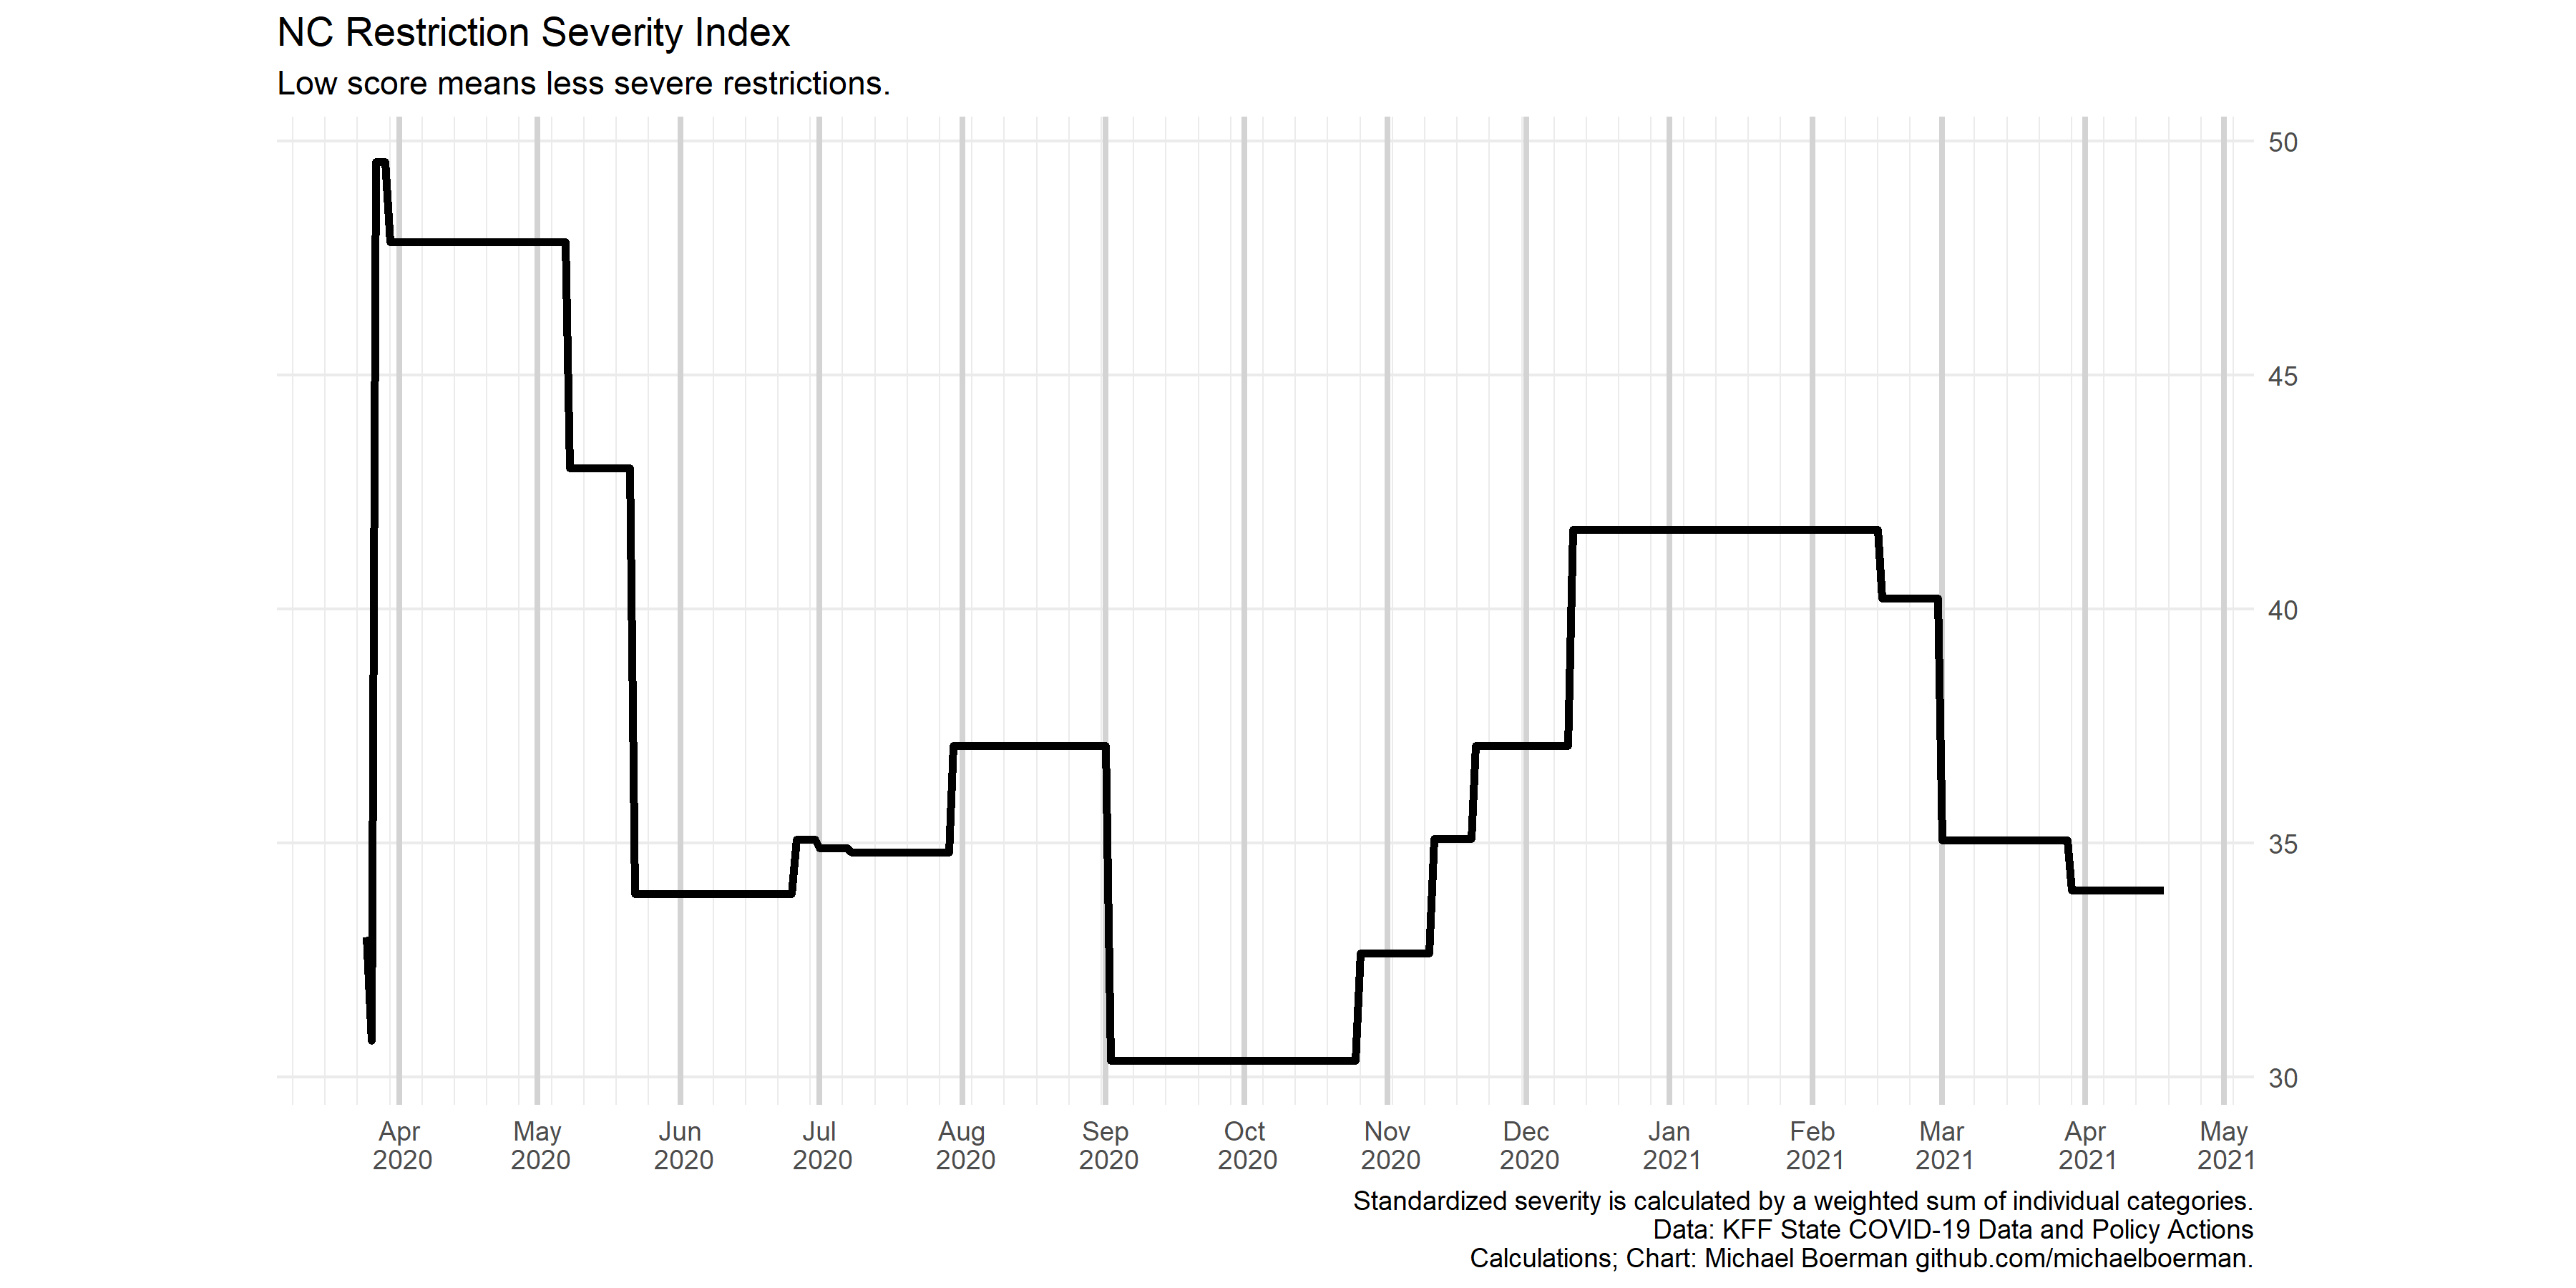 NC Restriction Severity Index
Low score means less severe restrictions.
50
45
40
35
30
Apr May Jun Jul Aug Sep Oct Nov Dec Jan Feb Mar Apr May
2020 2020 2020 2020 2020 2020 2020 2020 2020 2021 2021 2021 2021 2021
Standardized severity is calculated by a weighted sum of individual categories.
Data: KFF State COVID-19 Data and Policy Actions
Calculations; Chart: Michael Boerman github.com/michaelboerman.